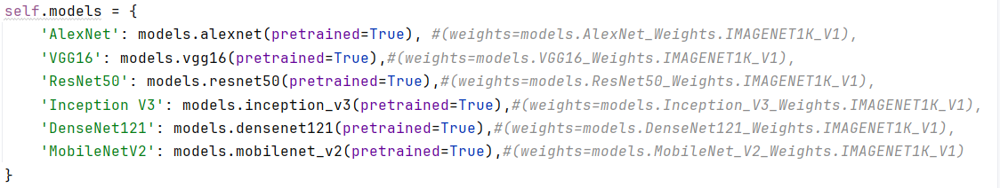 self.models = {
    'AlexNet': models.alexnet(pretrained=True), #(weights=models.AlexNet_Weights.IMAGENET1K_V1),
    'VGG16': models.vgg16(pretrained=True),#(weights=models.VGG16_Weights.IMAGENET1K_V1),
    'ResNet50': models.resnet50(pretrained=True),#(weights=models.ResNet50_Weights.IMAGENET1K_V1),
    'Inception V3': models.inception_v3(pretrained=True),#(weights=models.Inception_V3_Weights.IMAGENET1K_V1),
    'DenseNet121': models.densenet121(pretrained=True),#(weights=models.DenseNet121_Weights.IMAGENET1K_V1),
    'MobileNetV2': models.mobilenet_v2(pretrained=True),#(weights=models.MobileNet_V2_Weights.IMAGENET1K_V1)
}